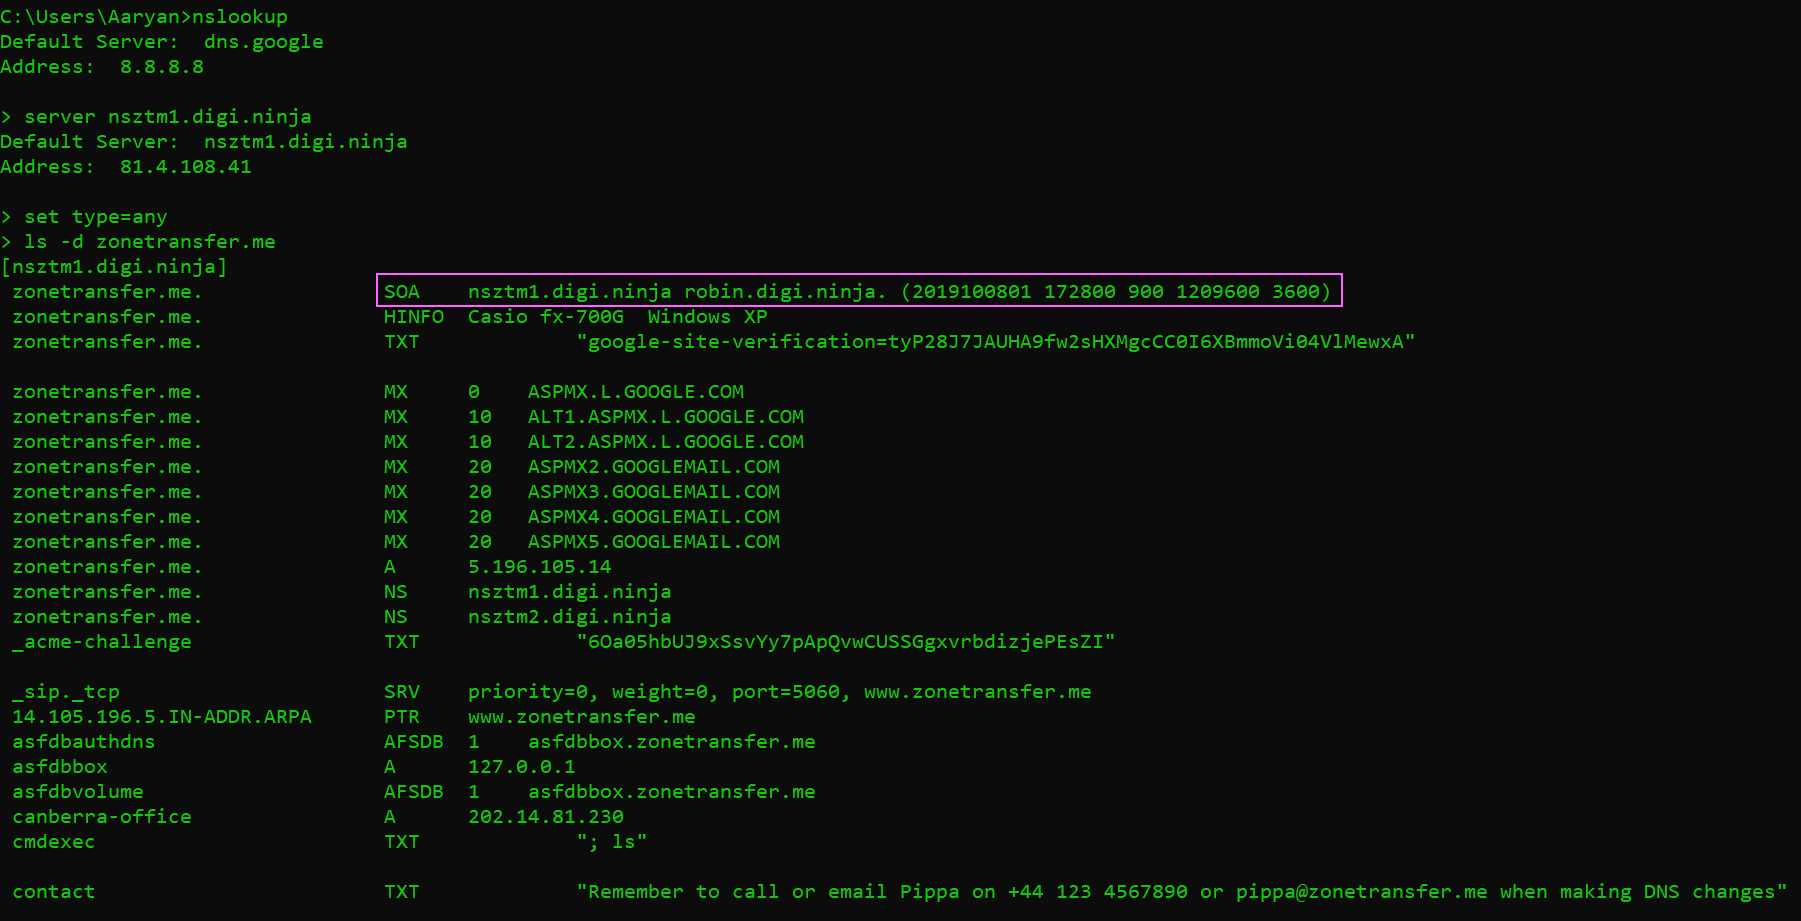 C:\Users\Aaryan>nslookup
Default Server:  dns.google
Address:  8.8.8.8
> server nsztm1.digi.ninja
Default Server:  nsztm1.digi.ninja
Address:  81.4.108.41
> set type=any
> ls -d zonetransfer.me
[nsztm1.digi.ninja]
zonetransfer.me. SOA nsztm1.digi.ninja robin.digi.ninja. (2019100801 172800 900 1209600 3600)
zonetransfer.me. HINFO Casio fx-700G  Windows XP
zonetransfer.me. TXT "google-site-verification=tyP28J7JAUHA9fw2sHXMgcCC0I6XBmmoVi04VlMewxA"
zonetransfer.me. MX 0 ASPMX.L.GOOGLE.COM
zonetransfer.me. MX 10 ALT1.ASPMX.L.GOOGLE.COM
zonetransfer.me. MX 10 ALT2.ASPMX.L.GOOGLE.COM
zonetransfer.me. MX 20 ASPMX2.GOOGLEMAIL.COM
zonetransfer.me. MX 20 ASPMX3.GOOGLEMAIL.COM
zonetransfer.me. MX 20 ASPMX4.GOOGLEMAIL.COM
zonetransfer.me. MX 20 ASPMX5.GOOGLEMAIL.COM
zonetransfer.me. A 5.196.105.14
zonetransfer.me. NS nsztm1.digi.ninja
zonetransfer.me. NS nsztm2.digi.ninja
_acme-challenge TXT "6Oa05hbUJ9xSsvYy7pApQvwCUSSGgxvrbdizjePEsZI"
_sip._tcp SRV priority=0, weight=0, port=5060, www.zonetransfer.me
14.105.196.5.IN-ADDR.ARPA PTR www.zonetransfer.me
asfdbauthdns AFSDB 1 asfdbbox.zonetransfer.me
asfdbbox A 127.0.0.1
asfdbvolume AFSDB 1 asfdbbox.zonetransfer.me
canberra-office A 202.14.81.230
cmdexec TXT "; ls"
contact TXT "Remember to call or email Pippa on +44 123 4567890 or pippa@zonetransfer.me when making DNS changes"